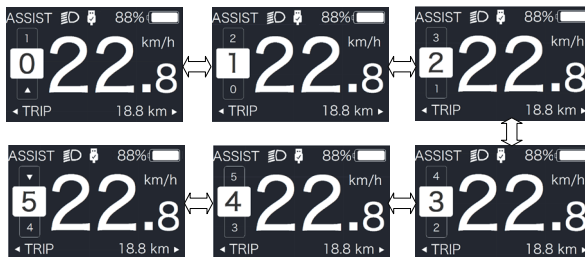 ASSIST 88%
1
0 22.8 km/h
▲
◂ TRIP 18.8 km ▸
ASSIST 88%
2
1 22.8 km/h
0
◂ TRIP 18.8 km ▸
ASSIST 88%
3
2 22.8 km/h
1
◂ TRIP 18.8 km ▸
ASSIST 88%
▼
5 22.8 km/h
4
◂ TRIP 18.8 km ▸
ASSIST 88%
5
4 22.8 km/h
3
◂ TRIP 18.8 km ▸
ASSIST 88%
4
3 22.8 km/h
2
◂ TRIP 18.8 km ▸